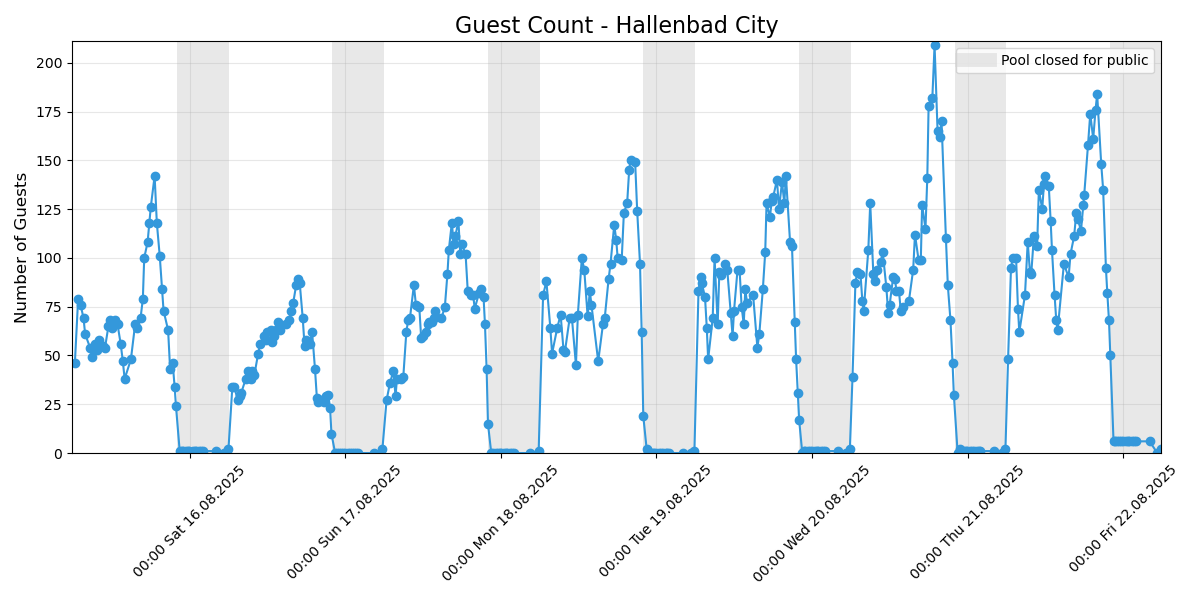 Guest Count - Hallenbad City
Pool closed for public
Number of Guests
200
175
150
125
100
75
50
25
0
00:00 Sat 16.08.2025
00:00 Sun 17.08.2025
00:00 Mon 18.08.2025
00:00 Tue 19.08.2025
00:00 Wed 20.08.2025
00:00 Thu 21.08.2025
00:00 Fri 22.08.2025